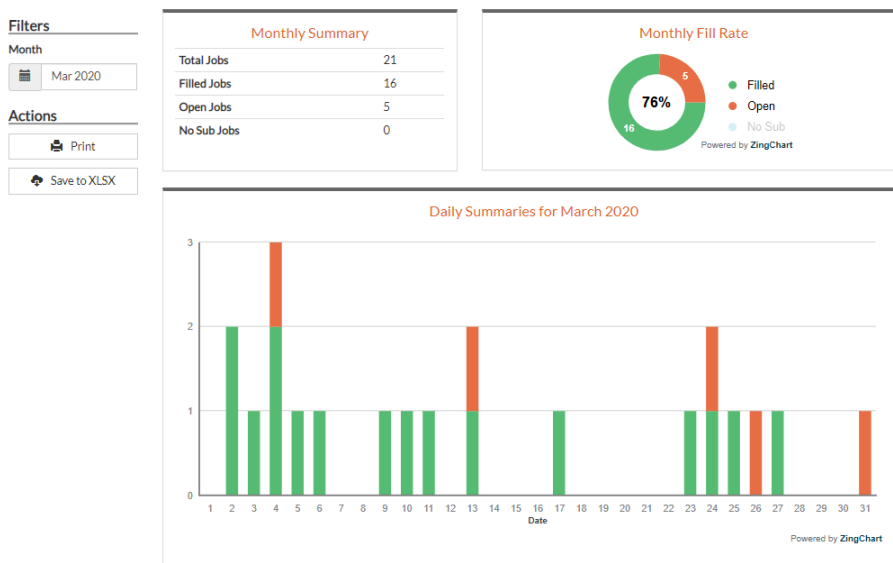 Filters
Month
Mar 2020
Actions
Print
Save to XLSX
Monthly Summary
Total Jobs 21
Filled Jobs 16
Open Jobs 5
No Sub Jobs 0
Monthly Fill Rate
5
76%
16
Filled
Open
No Sub
Powered by ZingChart
Daily Summaries for March 2020
3
2
1
0
1 2 3 4 5 6 7 8 9 10 11 12 13 14 15 16 17 18 19 20 21 22 23 24 25 26 27 28 29 30 31
Date
Powered by ZingChart